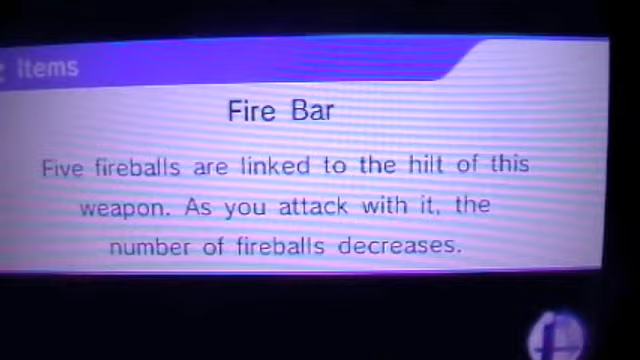 Items
Fire Bar
Five fireballs are linked to the hilt of this
weapon. As you attack with it, the
number of fireballs decreases.